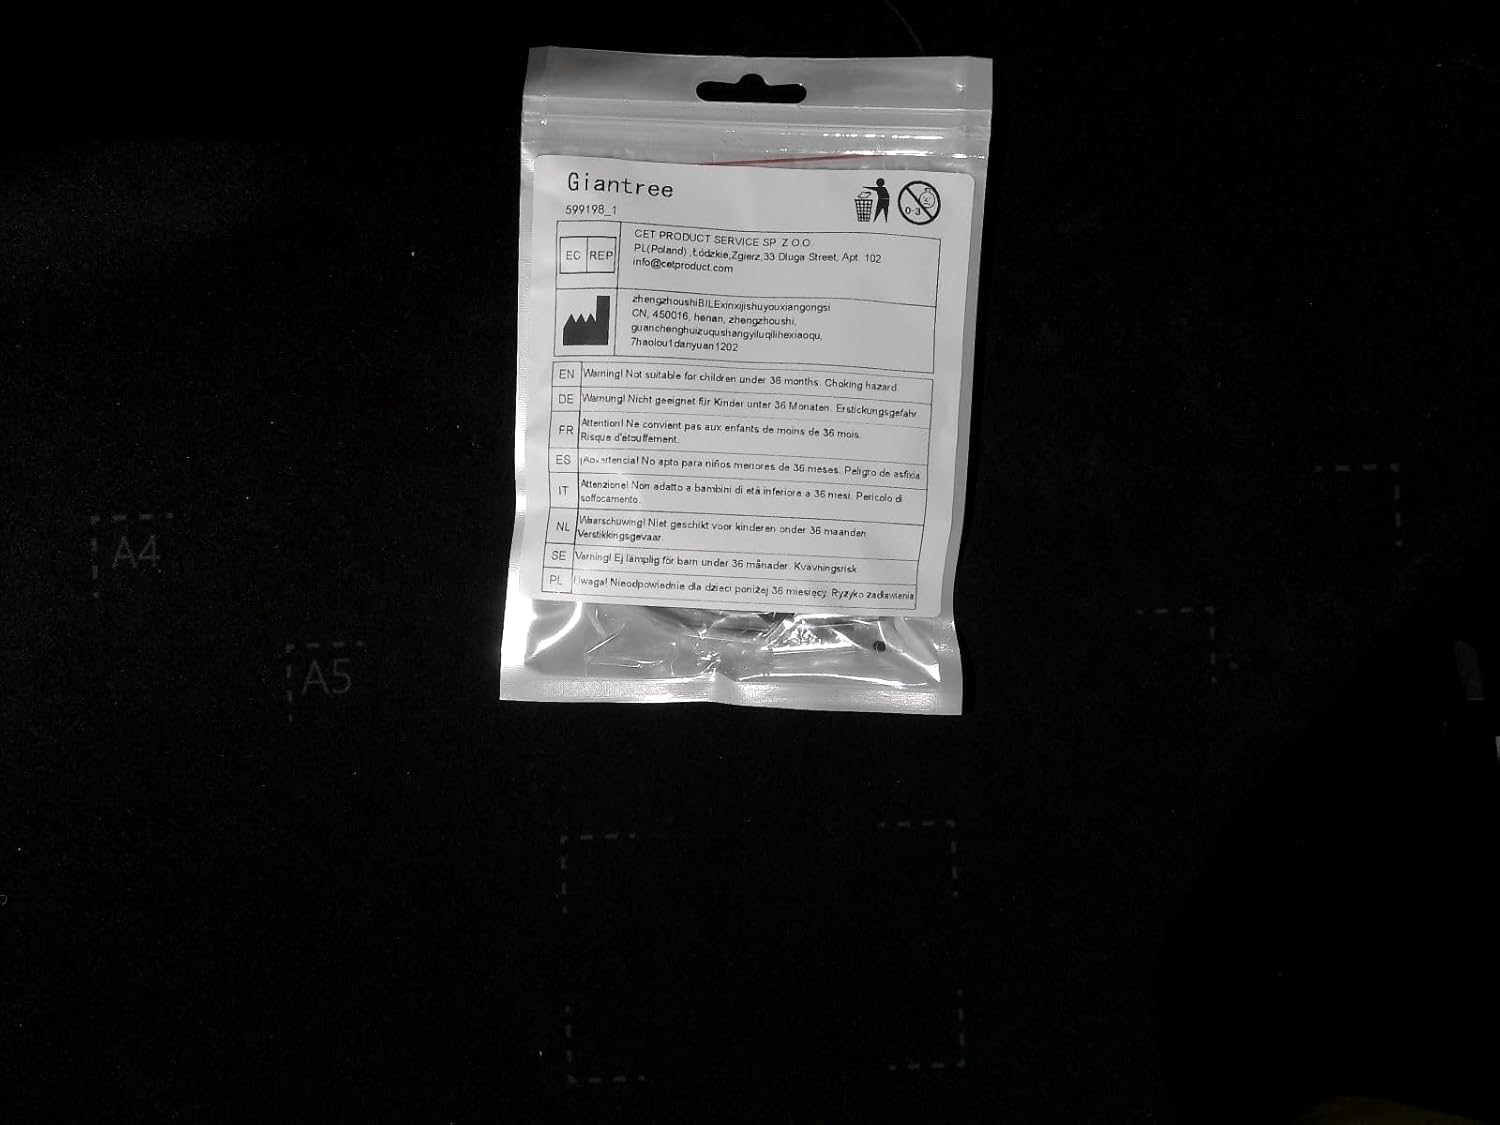 Giantree
599198_1
0-3
EC REP
CET PRODUCT SERVICE SP. Z O.O.
PL(Poland) ,Łódzkie,Zgierz,33 Dluga Street, Apt. 102
info@cetproduct.com
zhengzhoushiBILExinxijishuyouxiangongsi
CN, 450016, henan, zhengzhoushi,
guanchenghuizuqushangyiluqilihexiaoqu,
7haolou1danyuan1202
EN Warning! Not suitable for children under 36 months. Choking hazard.
DE Warnung! Nicht geeignet für Kinder unter 36 Monaten. Erstickungsgefahr.
FR Attention! Ne convient pas aux enfants de moins de 36 mois.
Risque d'étouffement.
ES ¡Advertencia! No apto para niños menores de 36 meses. Peligro de asfixia
IT Attenzione! Non adatto a bambini di età inferiore a 36 mesi. Pericolo di
soffocamento.
NL Waarschuwing! Niet geschikt voor kinderen onder 36 maanden
Verstikkingsgevaar.
SE Varning! Ej lämplig för barn under 36 månader. Kvävningsrisk
PL Uwaga! Nieodpowiednie dla dzieci poniżej 36 miesięcy. Ryzyko zadławienia
A4
A5